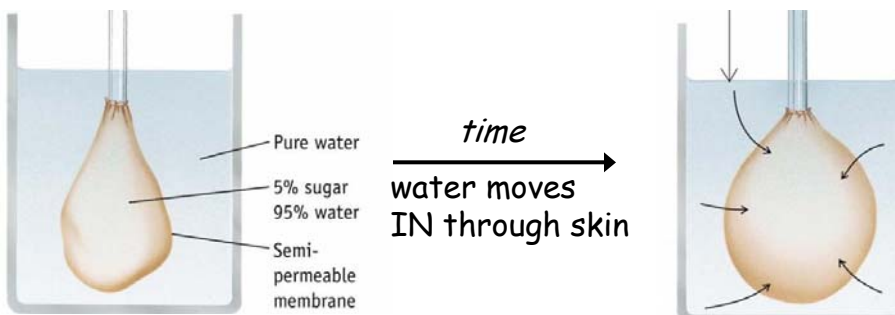 Pure water
5% sugar
95% water
Semi-
permeable
membrane
time
water moves
IN through skin